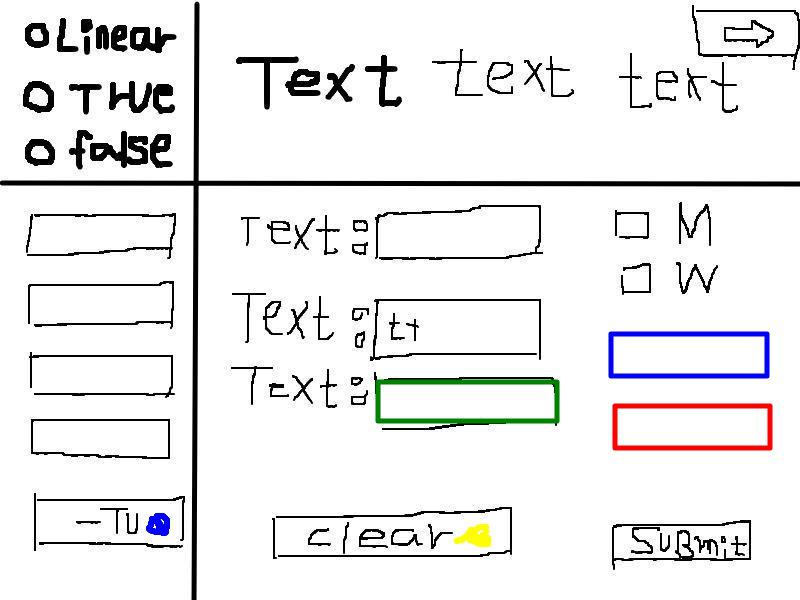 Linear
True
false
Text text text
Text:
Text: tt
Text:
M
W
-TU
clear
SUBmit